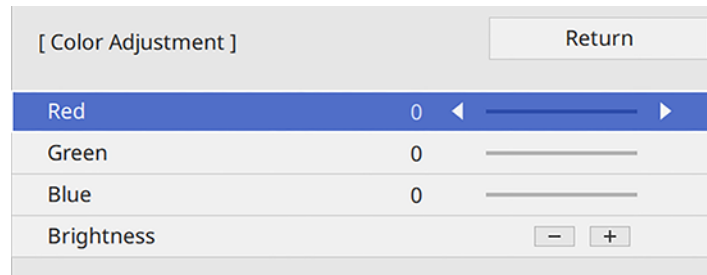 [ Color Adjustment ]
Return
Red 0
Green 0
Blue 0
Brightness - +